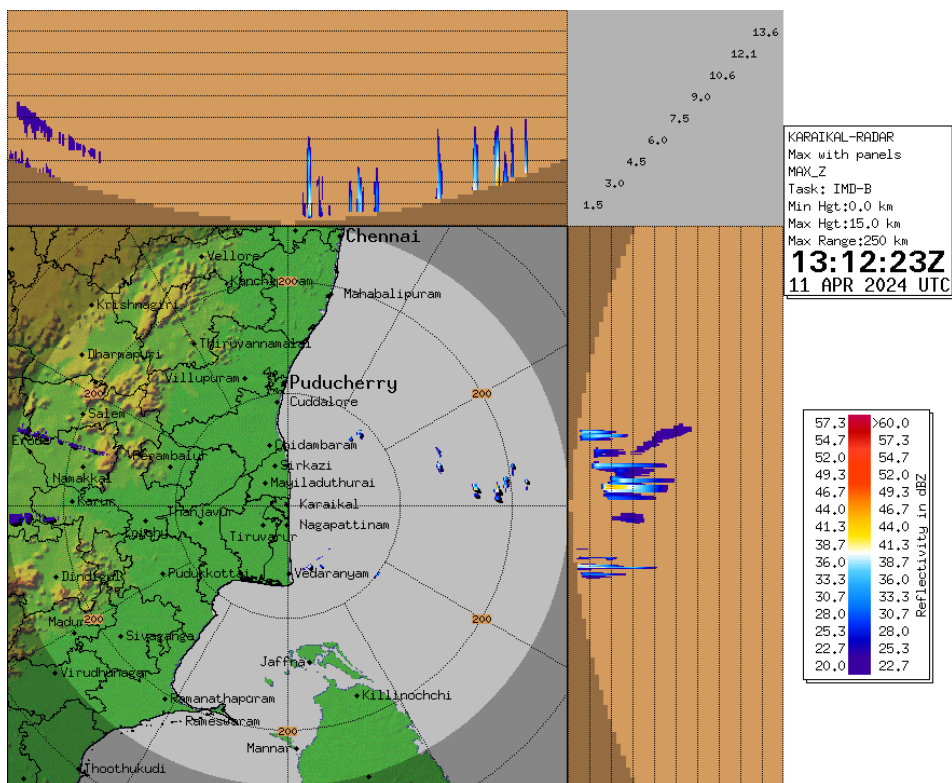 13.6
12.1
10.6
9.0
7.5
6.0
4.5
3.0
1.5
KARAIKAL-RADAR
Max with panels
MAX_Z
Task: IMD-B
Min Hgt:0.0 km
Max Hgt:15.0 km
Max Range:250 km
13:12:23Z
11 APR 2024 UTC
Chennai
Vellore
200
Mahabalipuram
Krishnagiri
Thiruvannamalai
Dharmapuri
Villupuram
Puducherry
200
200
Cuddalore
Salem
Erode
Chidambaram
Perambalur
Sirkazi
Namakkal
Mayiladuthurai
Karur
Karaikal
Thanjavur
Nagapattinam
Tiruvarur
Dindigul
Pudukkottai
Vedaranyam
200
200
Sivaganga
Jaffna
Virudhunagar
Killinochchi
Ramanathapuram
Rameswaram
200
Mannar
Thoothukudi
57.3 >60.0
54.7 57.3
52.0 54.7
49.3 52.0
46.7 49.3
44.0 46.7
41.3 44.0
38.7 41.3
36.0 38.7
33.3 36.0
30.7 33.3
28.0 30.7
25.3 28.0
22.7 25.3
20.0 22.7
Reflectivity in dBZ